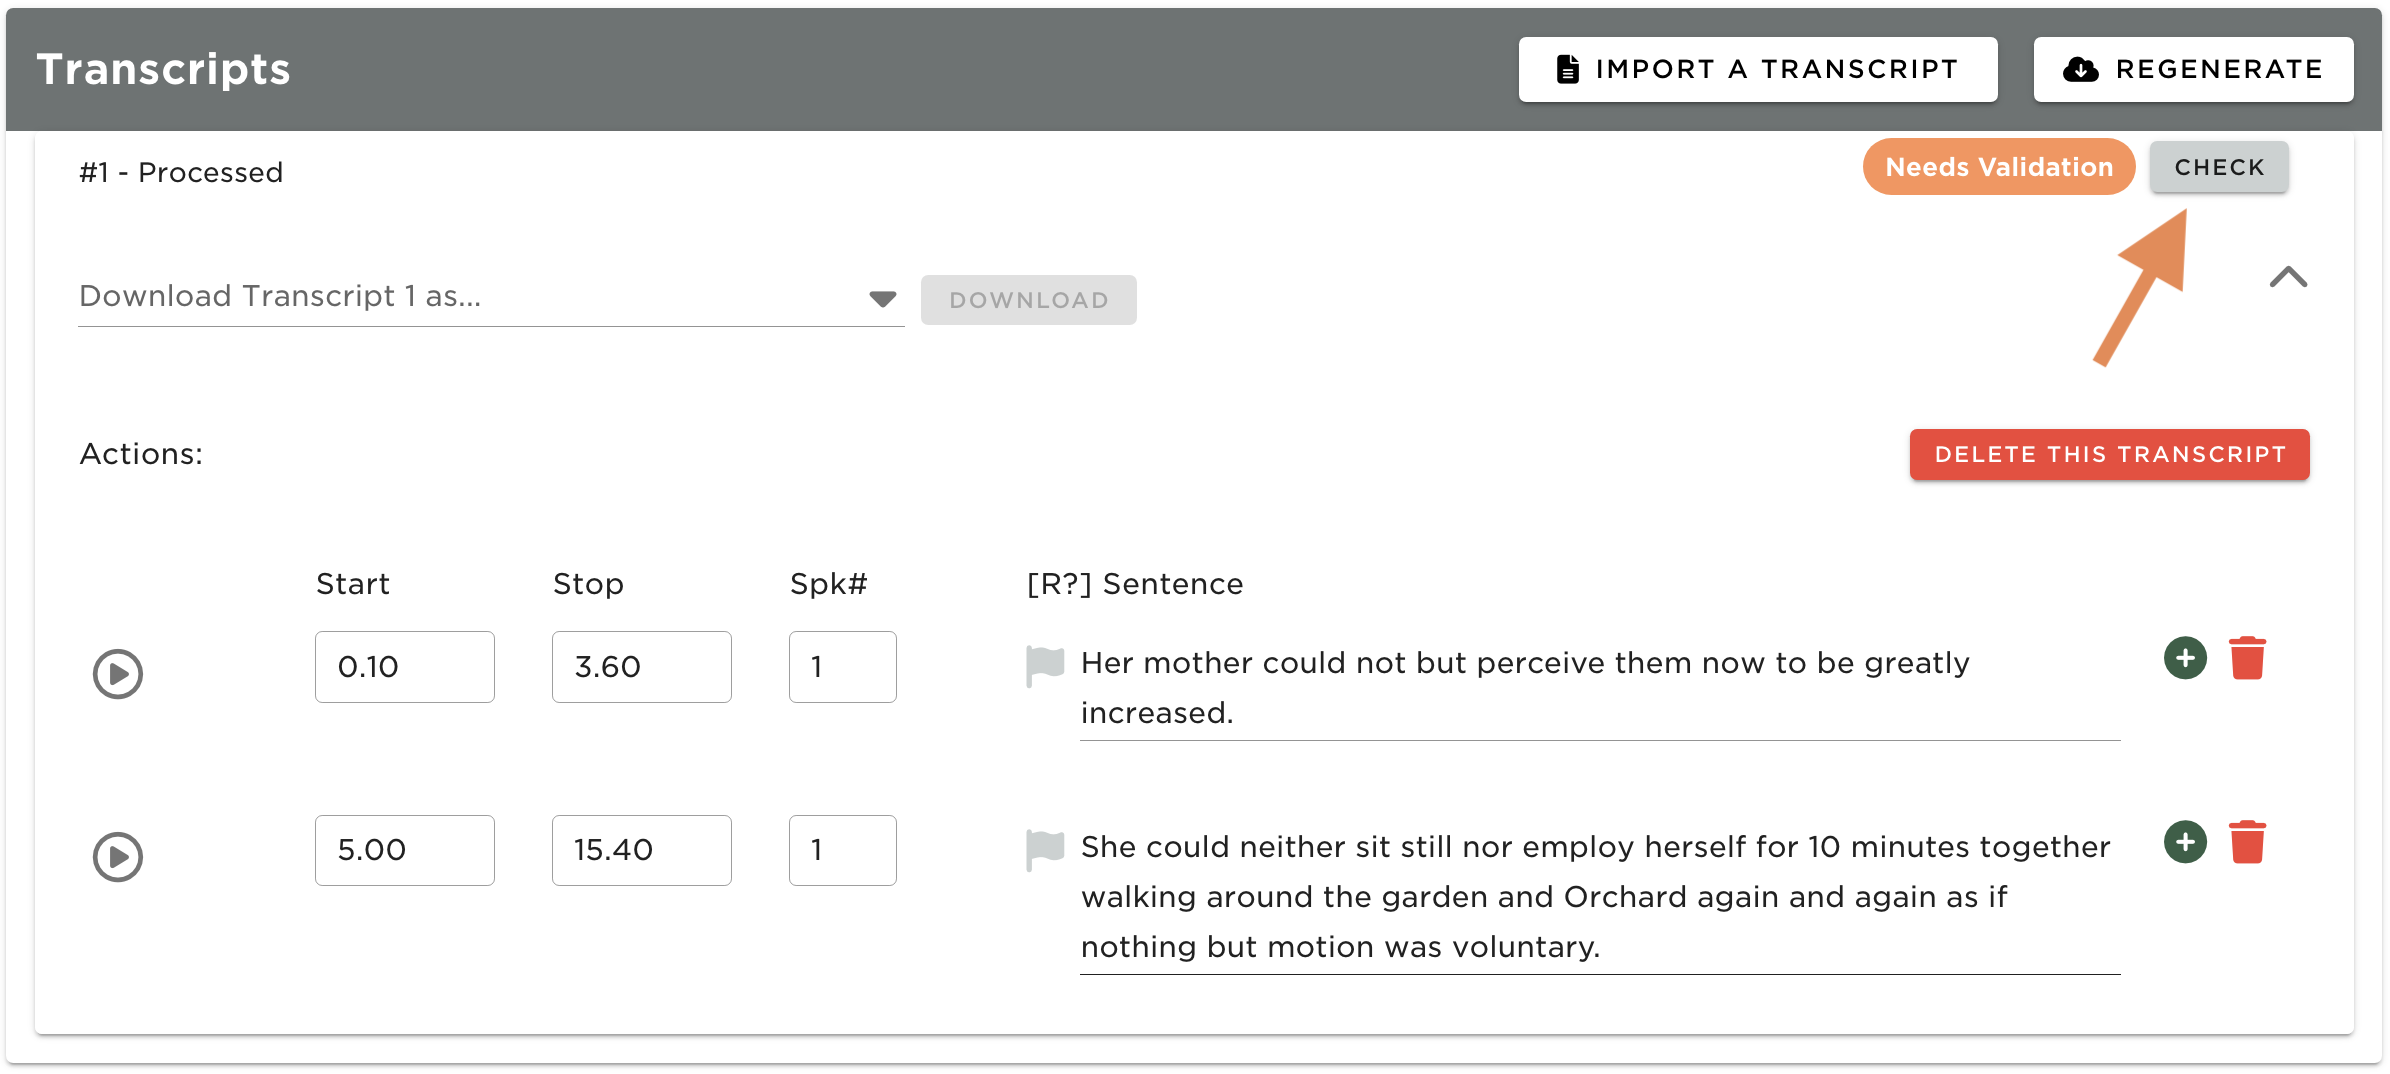 Transcripts
IMPORT A TRANSCRIPT
REGENERATE
#1 - Processed
Needs Validation
CHECK
Download Transcript 1 as...
DOWNLOAD
Actions:
DELETE THIS TRANSCRIPT
Start
Stop
Spk#
[R?] Sentence
0.10
3.60
1
Her mother could not but perceive them now to be greatly
increased.
5.00
15.40
1
She could neither sit still nor employ herself for 10 minutes together
walking around the garden and Orchard again and again as if
nothing but motion was voluntary.